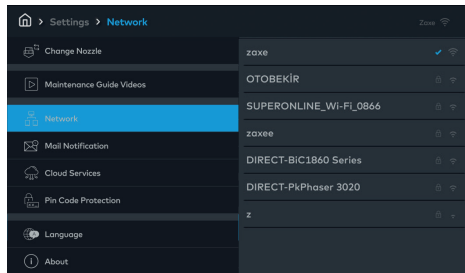 > Settings > Network
Zaxe
Change Nozzle
Maintenance Guide Videos
Network
Mail Notification
Cloud Services
Pin Code Protection
Language
About
zaxe
OTOBEKİR
SUPERONLINE_Wi-Fi_0866
zaxee
DIRECT-BiC1860 Series
DIRECT-PkPhaser 3020
z